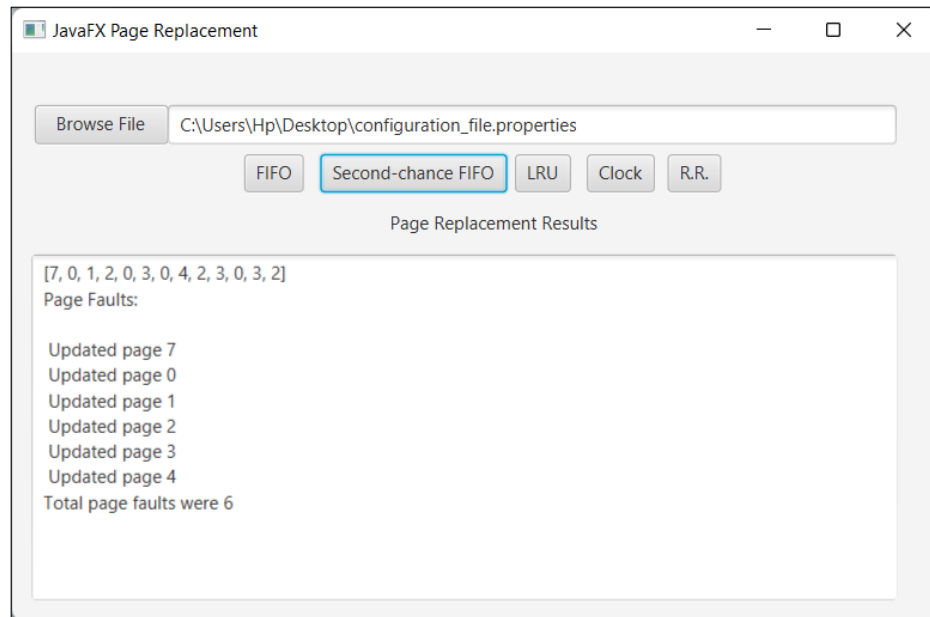 JavaFX Page Replacement
Browse File C:\Users\Hp\Desktop\configuration_file.properties
FIFO Second-chance FIFO LRU Clock R.R.
Page Replacement Results
[7, 0, 1, 2, 0, 3, 0, 4, 2, 3, 0, 3, 2]
Page Faults:
Updated page 7
Updated page 0
Updated page 1
Updated page 2
Updated page 3
Updated page 4
Total page faults were 6